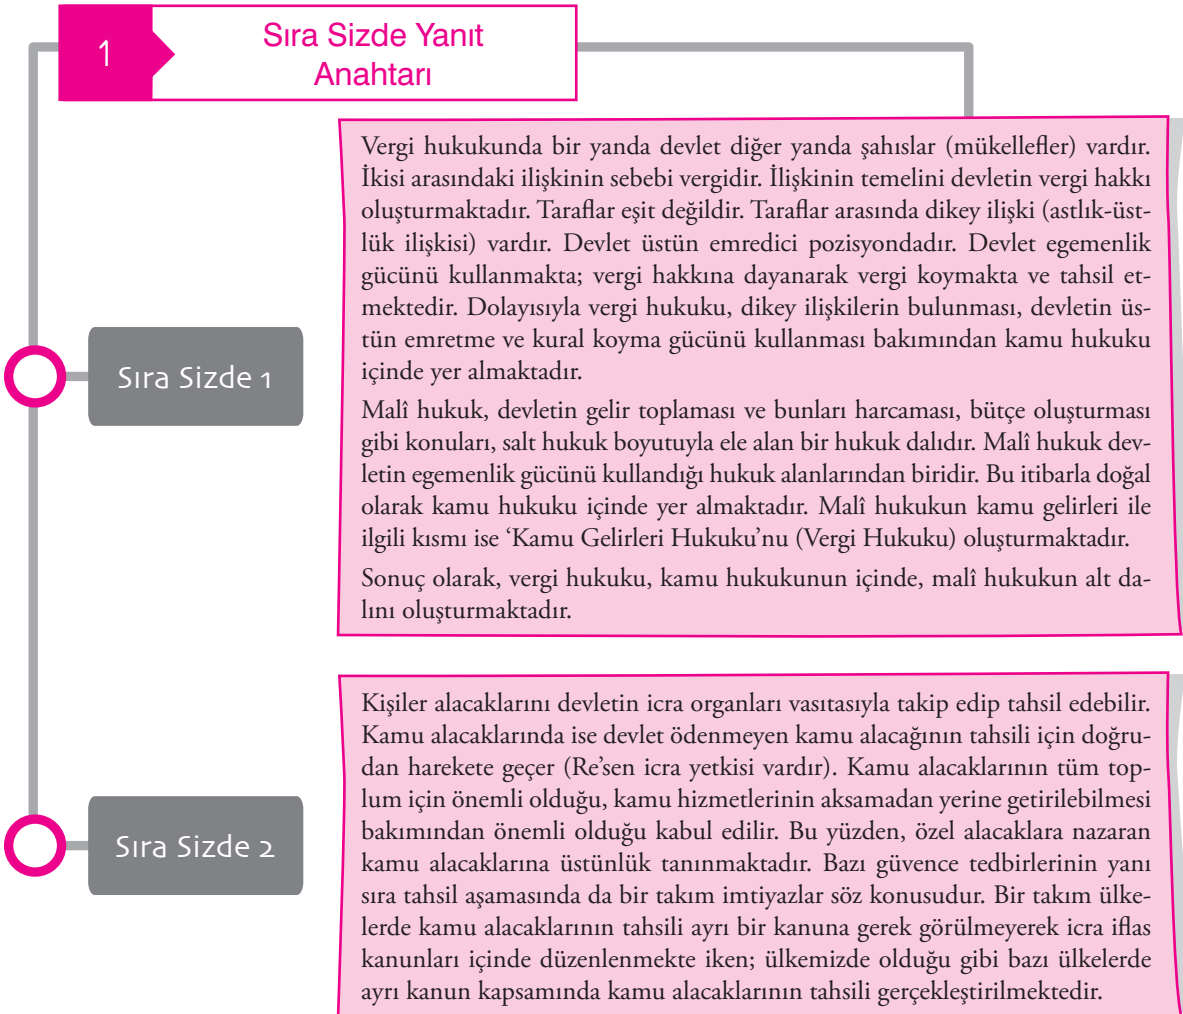 1
Sıra Sizde Yanıt
Anahtarı
Vergi hukukunda bir yanda devlet diğer yanda şahıslar (mükellefler) vardır.
İkisi arasındaki ilişkinin sebebi vergidir. İlişkinin temelini devletin vergi hakkı
oluşturmaktadır. Taraflar eşit değildir. Taraflar arasında dikey ilişki (astlık-üst-
lük ilişkisi) vardır. Devlet üstün emredici pozisyondadır. Devlet egemenlik
gücünü kullanmakta; vergi hakkına dayanarak vergi koymakta ve tahsil et-
mektedir. Dolayısıyla vergi hukuku, dikey ilişkilerin bulunması, devletin üs-
tün emretme ve kural koyma gücünü kullanması bakımından kamu hukuku
içinde yer almaktadır.
Sıra Sizde 1
Malî hukuk, devletin gelir toplaması ve bunları harcaması, bütçe oluşturması
gibi konuları, salt hukuk boyutuyla ele alan bir hukuk dalıdır. Malî hukuk dev-
letin egemenlik gücünü kullandığı hukuk alanlarından biridir. Bu itibarla doğal
olarak kamu hukuku içinde yer almaktadır. Malî hukukun kamu gelirleri ile
ilgili kısmı ise ‘Kamu Gelirleri Hukuku’nu (Vergi Hukuku) oluşturmaktadır.
Sonuç olarak, vergi hukuku, kamu hukukunun içinde, malî hukukun alt da-
lını oluşturmaktadır.
Kişiler alacaklarını devletin icra organları vasıtasıyla takip edip tahsil edebilir.
Kamu alacaklarında ise devlet ödenmeyen kamu alacağının tahsili için doğru-
dan harekete geçer (Re’sen icra yetkisi vardır). Kamu alacaklarının tüm top-
lum için önemli olduğu, kamu hizmetlerinin aksamadan yerine getirilebilmesi
Sıra Sizde 2
bakımından önemli olduğu kabul edilir. Bu yüzden, özel alacaklara nazaran
kamu alacaklarına üstünlük tanınmaktadır. Bazı güvence tedbirlerinin yanı
sıra tahsil aşamasında da bir takım imtiyazlar söz konusudur. Bir takım ülke-
lerde kamu alacaklarının tahsili ayrı bir kanuna gerek görülmeyerek icra iflas
kanunları içinde düzenlenmekte iken; ülkemizde olduğu gibi bazı ülkelerde
ayrı kanun kapsamında kamu alacaklarının tahsili gerçekleştirilmektedir.